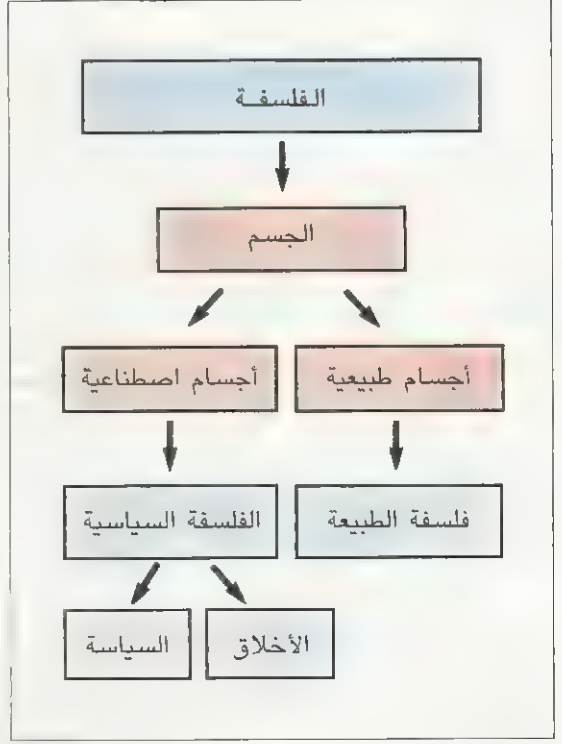 الفلسفة
الجسم
أجسام طبيعية
أجسام اصطناعية
فلسفة الطبيعة
الفلسفة السياسية
الأخلاق
السياسة